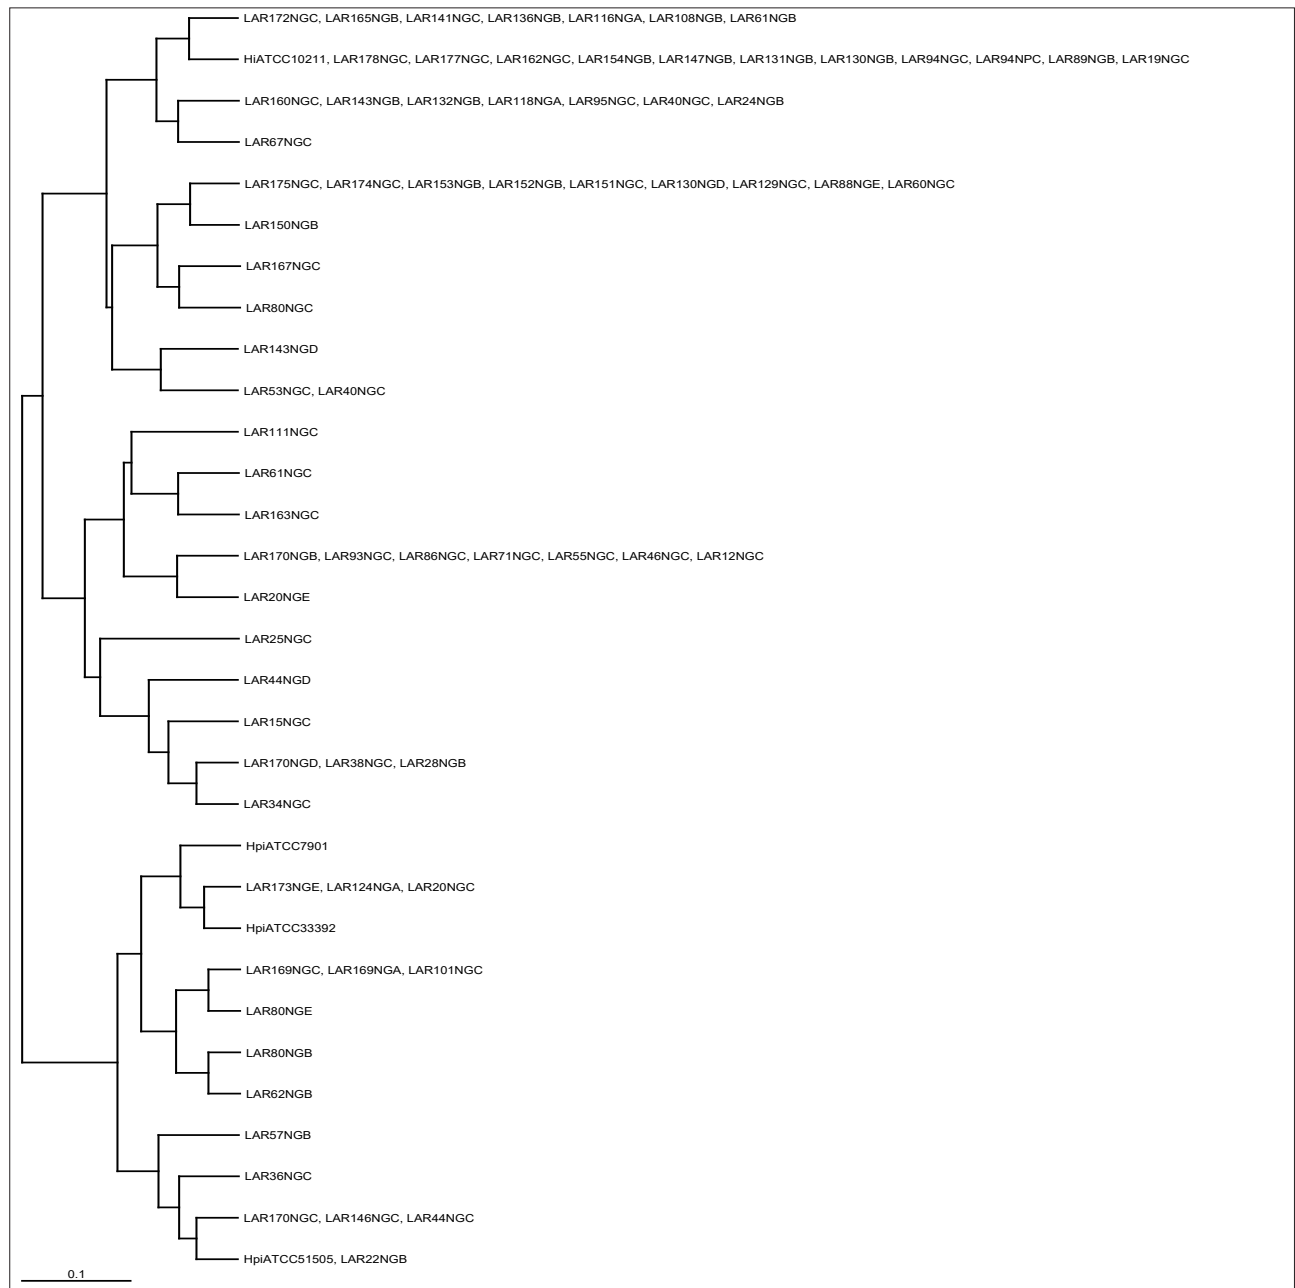 LAR172NGC, LAR165NGB, LAR141NGC, LAR136NGB, LAR116NGA, LAR108NGB, LAR61NGB
HiATCC10211, LAR178NGC, LAR177NGC, LAR162NGC, LAR154NGB, LAR147NGB, LAR131NGB, LAR130NGB, LAR94NGC, LAR94NPC, LAR89NGB, LAR19NGC
LAR160NGC, LAR143NGB, LAR132NGB, LAR118NGA, LAR95NGC, LAR40NGC, LAR24NGB
LAR67NGC
LAR175NGC, LAR174NGC, LAR153NGB, LAR152NGB, LAR151NGC, LAR130NGD, LAR129NGC, LAR88NGE, LAR60NGC
LAR150NGB
LAR167NGC
LAR80NGC
LAR143NGD
LAR53NGC, LAR40NGC
LAR111NGC
LAR61NGC
LAR163NGC
LAR170NGB, LAR93NGC, LAR86NGC, LAR71NGC, LAR55NGC, LAR46NGC, LAR12NGC
LAR20NGE
LAR25NGC
LAR44NGD
LAR15NGC
LAR170NGD, LAR38NGC, LAR28NGB
LAR34NGC
HpiATCC7901
LAR173NGE, LAR124NGA, LAR20NGC
HpiATCC33392
LAR169NGC, LAR169NGA, LAR101NGC
LAR80NGE
LAR80NGB
LAR62NGB
LAR57NGB
LAR36NGC
LAR170NGC, LAR146NGC, LAR44NGC
HpiATCC51505, LAR22NGB
0.1